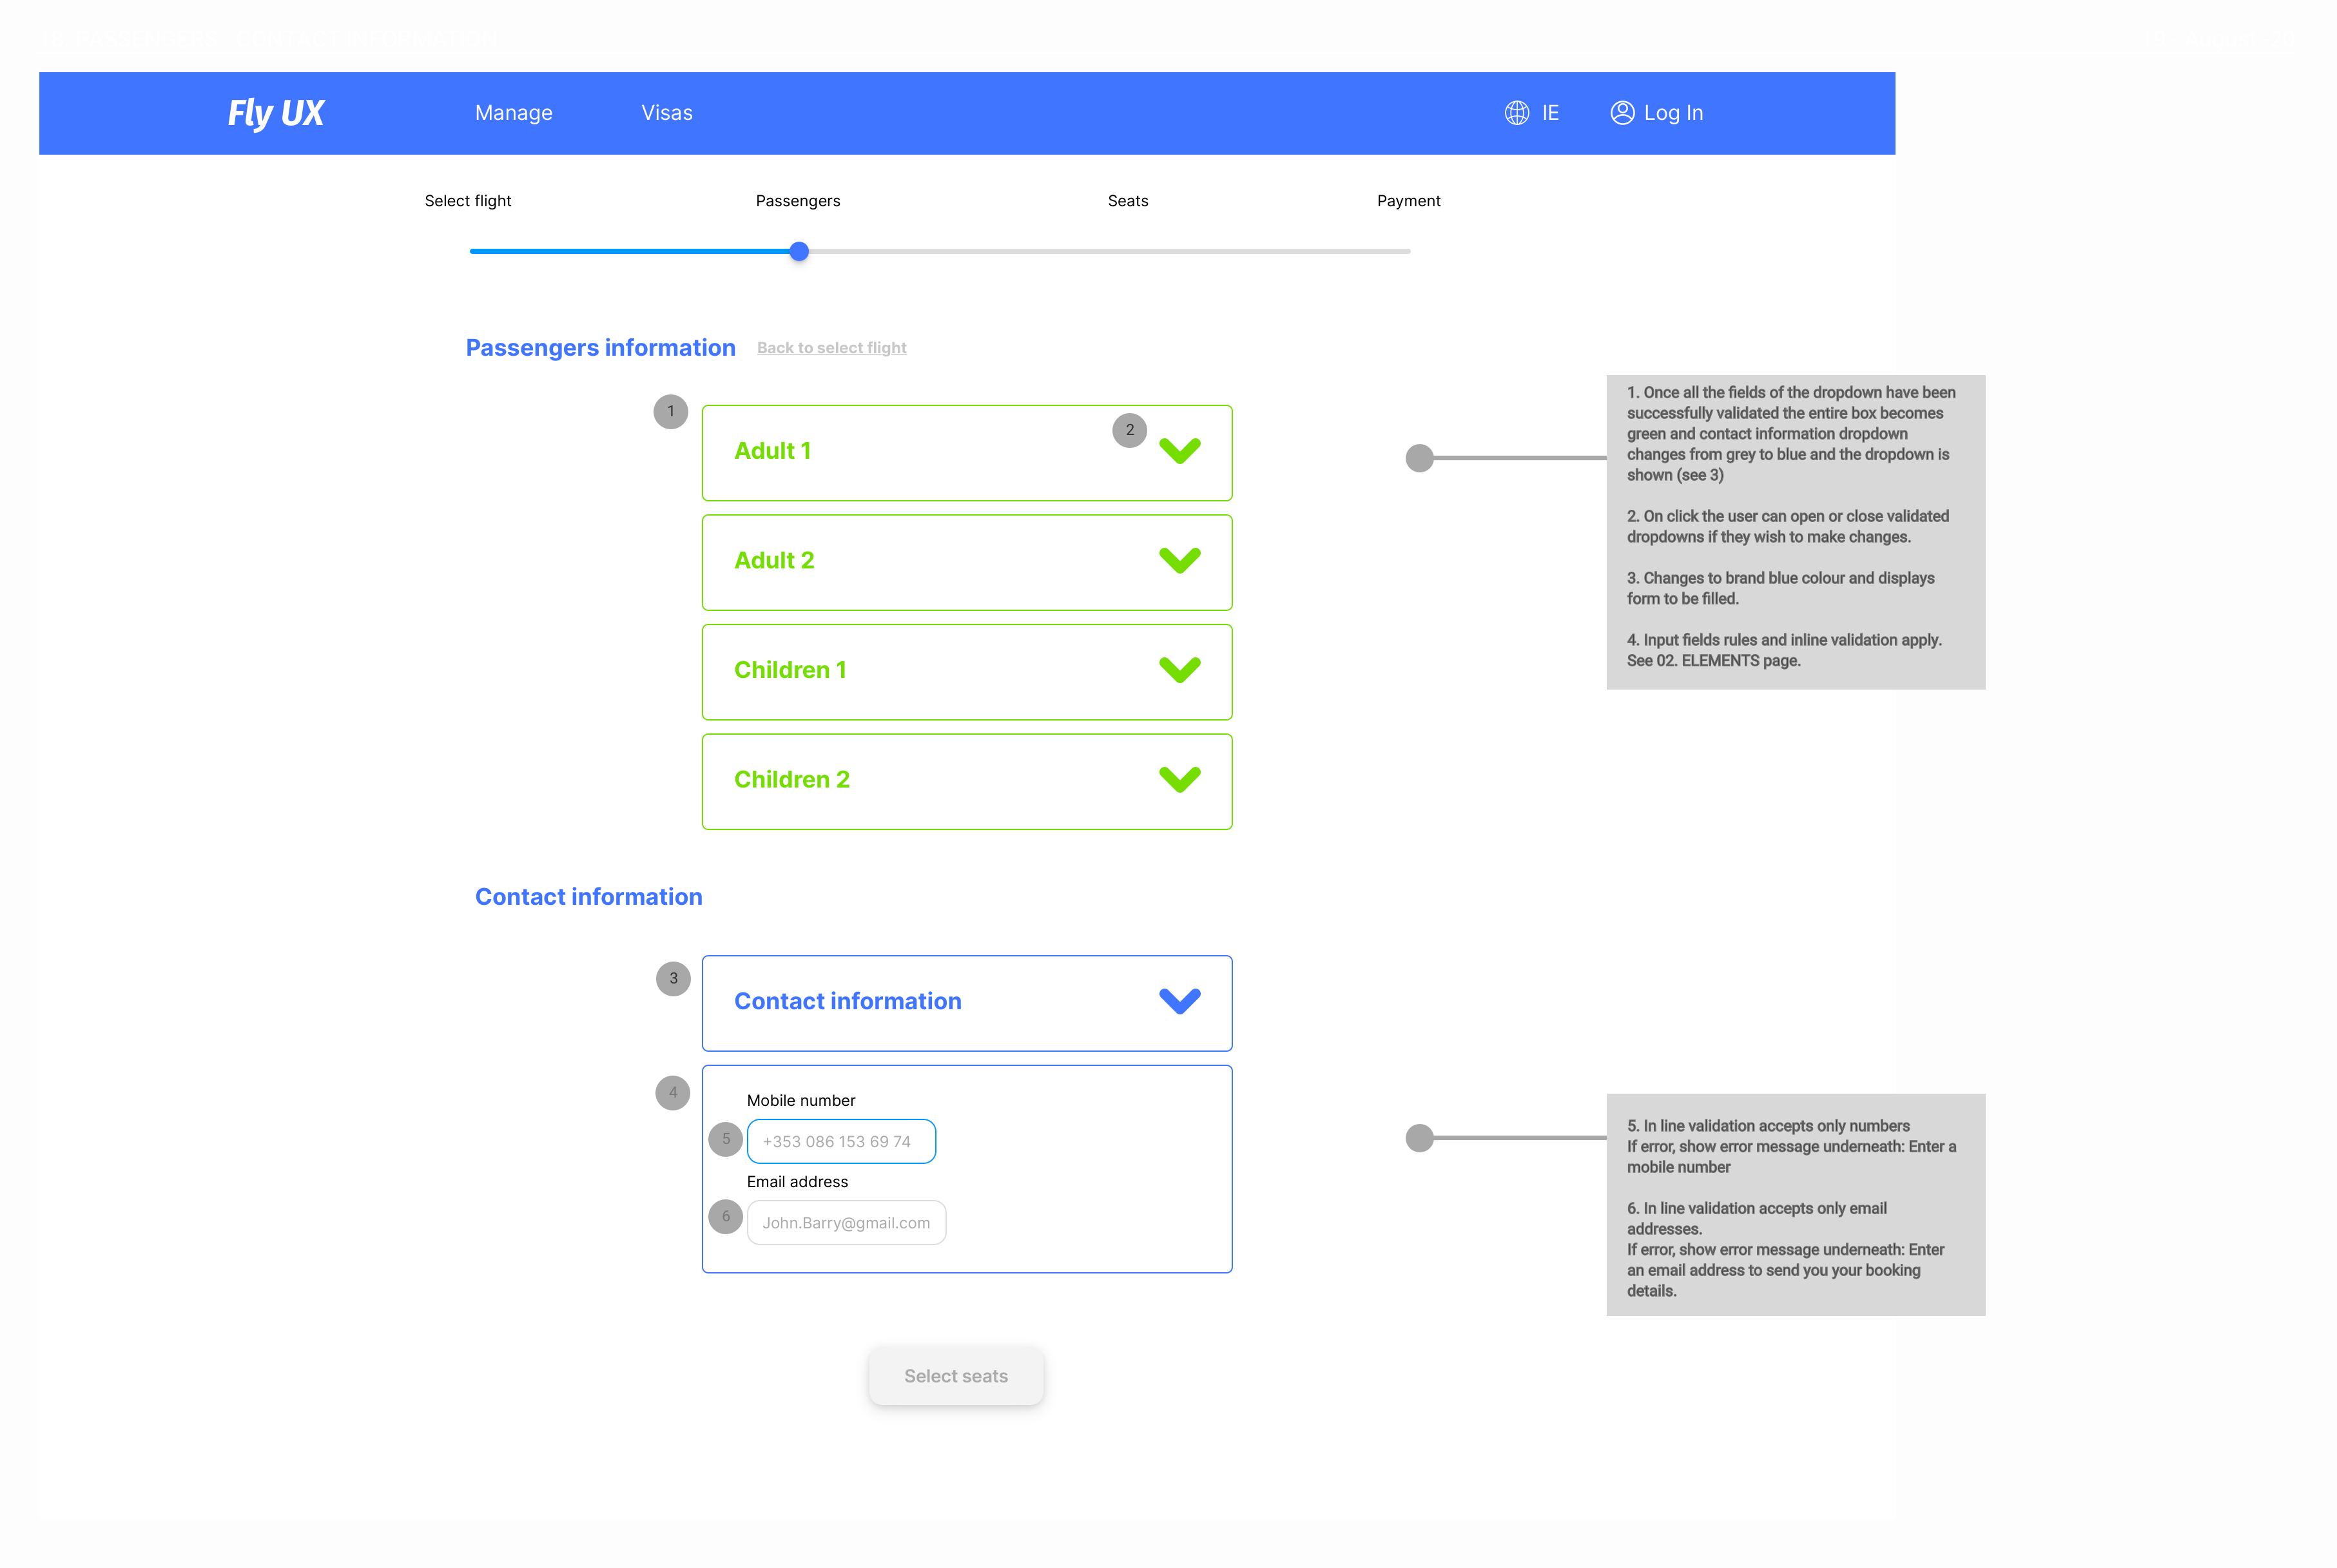 Fly UX
Manage
Visas
IE
Log In
Select flight
Passengers
Seats
Payment
Passengers information
Back to select flight
1
Adult 1
2
Adult 2
Children 1
Children 2
1. Once all the fields of the dropdown have been
successfully validated the entire box becomes
green and contact information dropdown
changes from grey to blue and the dropdown is
shown (see 3)
2. On click the user can open or close validated
dropdowns if they wish to make changes.
3. Changes to brand blue colour and displays
form to be filled.
4. Input fields rules and inline validation apply.
See 02. ELEMENTS page.
Contact information
3
Contact information
4
Mobile number
5
+353 086 153 69 74
Email address
6
John.Barry@gmail.com
5. In line validation accepts only numbers
If error, show error message underneath: Enter a
mobile number
6. In line validation accepts only email
addresses.
If error, show error message underneath: Enter
an email address to send you your booking
details.
Select seats